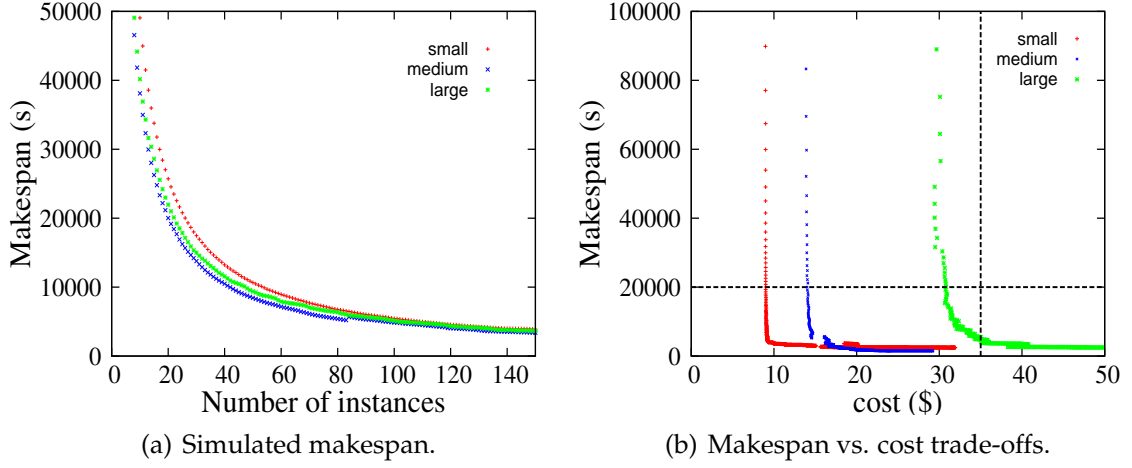 50000
40000
30000
20000
10000
0
Makespan (s)
small
medium
large
0 20 40 60 80 100 120 140
Number of instances
(a) Simulated makespan.
100000
80000
60000
40000
20000
0
Makespan (s)
small
medium
large
0 10 20 30 40 50
cost ($)
(b) Makespan vs. cost trade-offs.